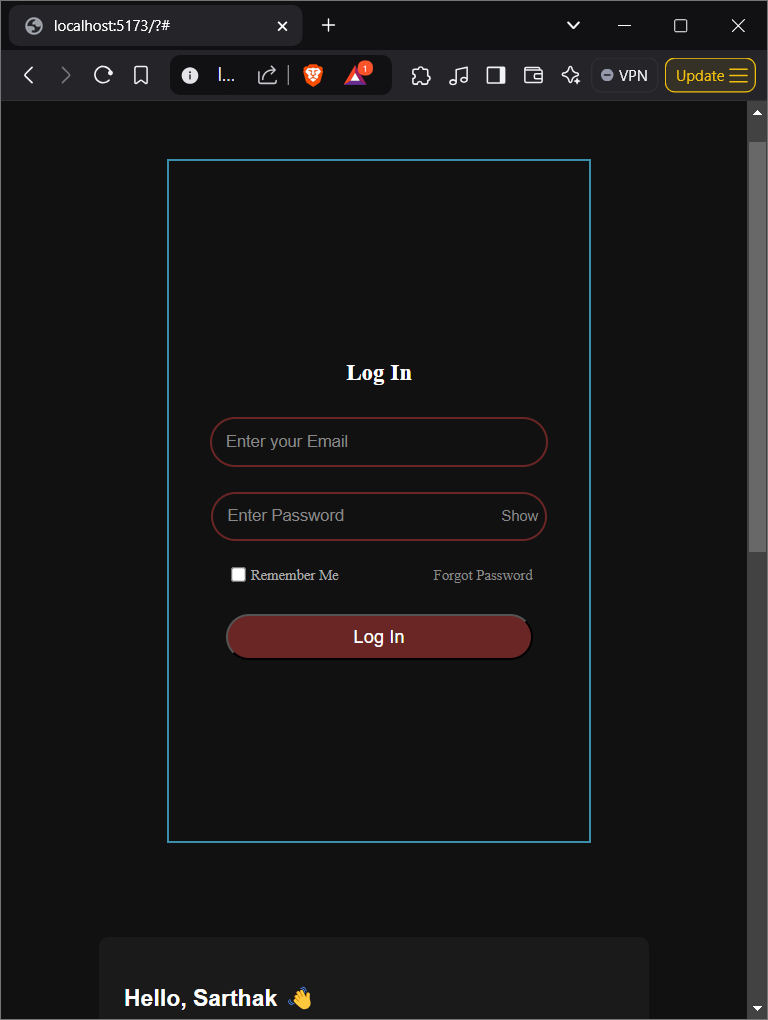 localhost:5173/?#
l...
1
VPN
Update
Log In
Enter your Email
Enter Password Show
Remember Me Forgot Password
Log In
Hello, Sarthak 👋